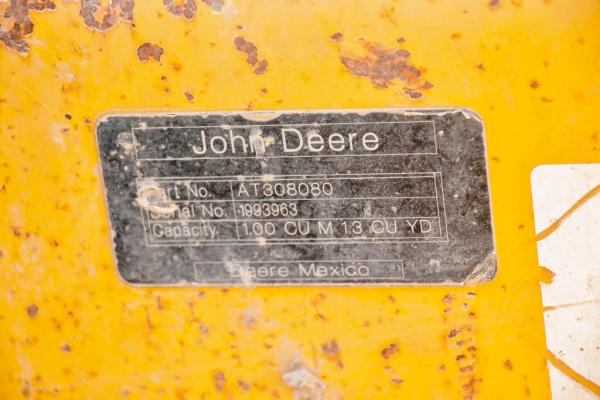 John Deere
Part No. AT308080
Serial No. 1993963
Capacity. 1.00 CU M 1.3 CU YD
Deere Mexico